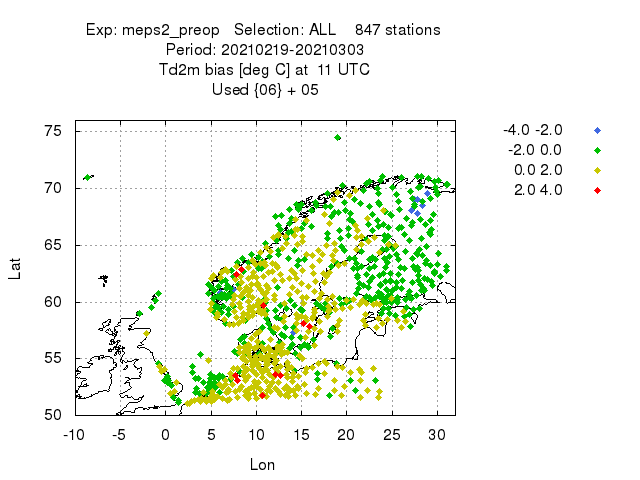 Exp: meps2_preop   Selection: ALL    847 stations
Period: 20210219-20210303
Td2m bias [deg C] at  11 UTC
Used {06} + 05
-4.0 -2.0
-2.0 0.0
0.0 2.0
2.0 4.0
75
70
65
60
55
50
Lat
-10 -5 0 5 10 15 20 25 30
Lon